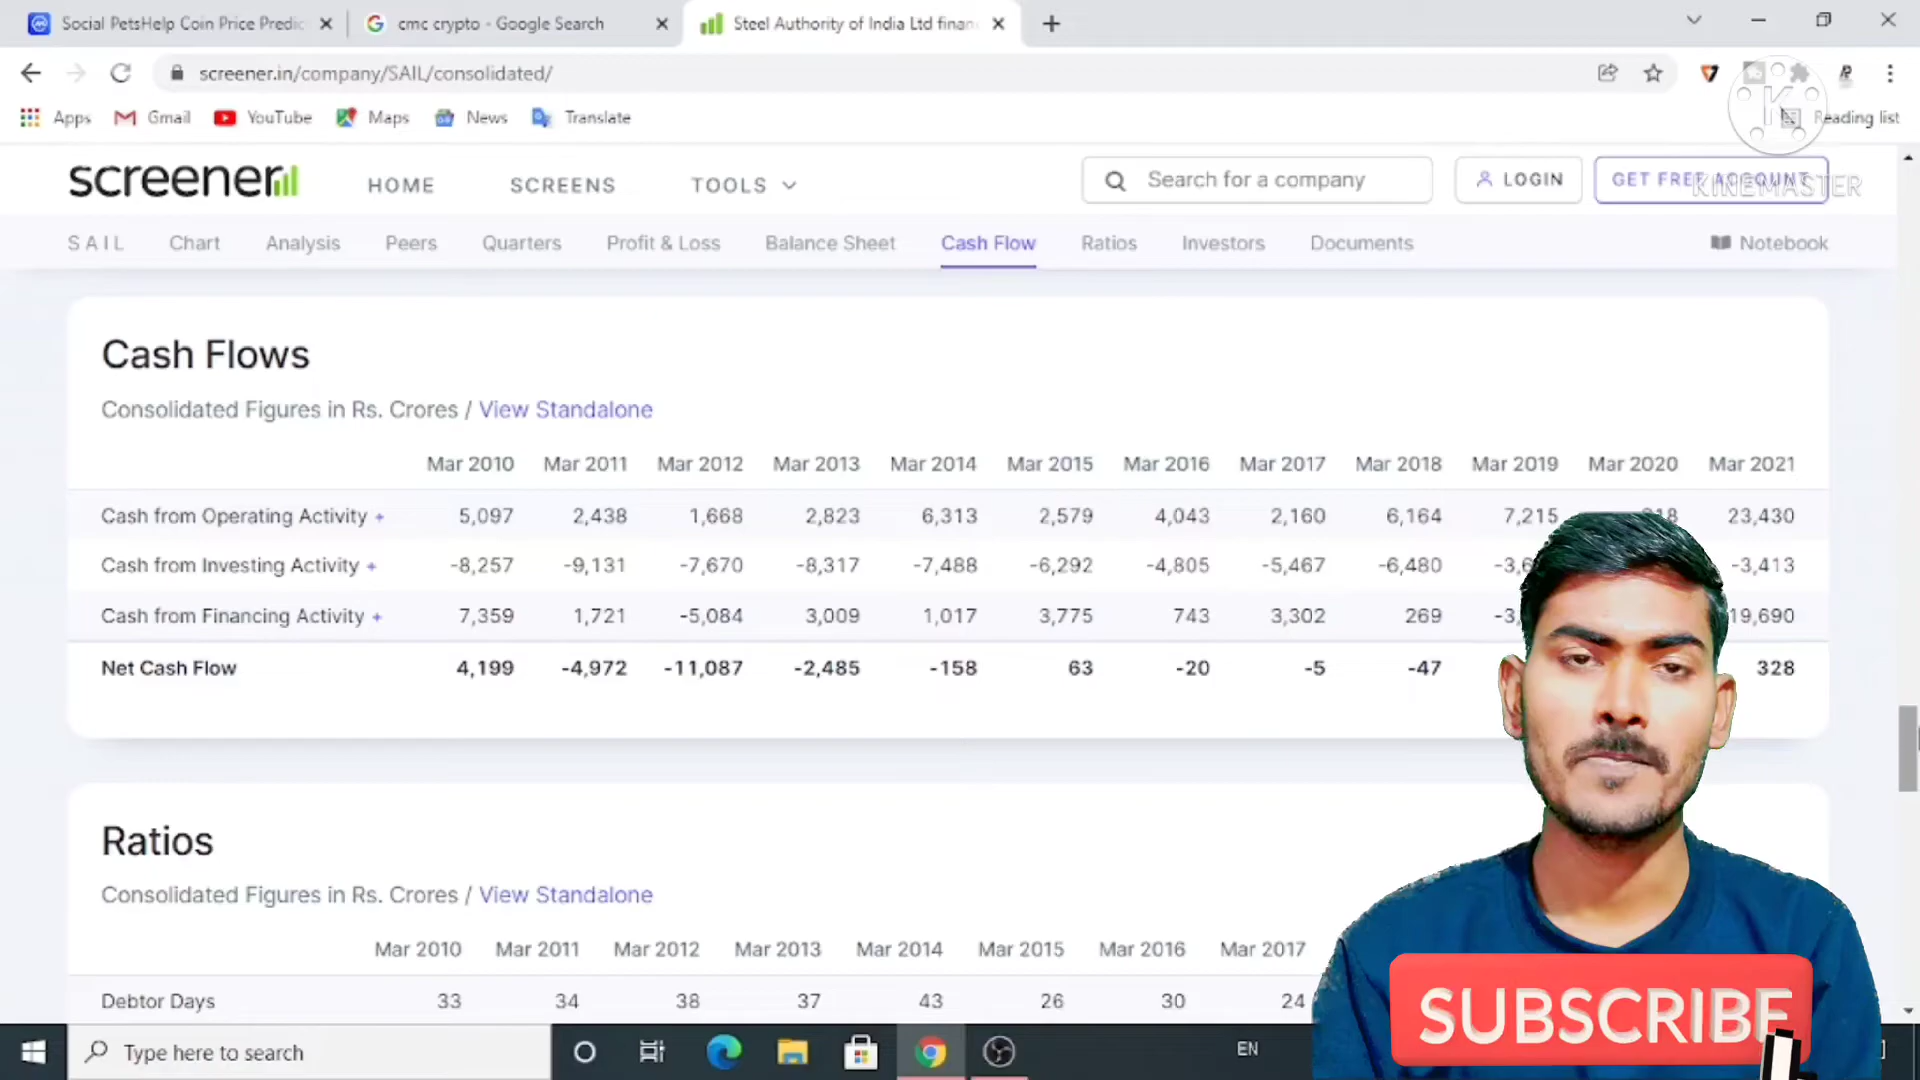 Social PetsHelp Coin Price Predic
cmc crypto - Google Search
Steel Authority of India Ltd finan
screener.in/company/SAIL/consolidated/
Apps Gmail YouTube Maps News Translate Reading list
K
screener HOME SCREENS TOOLS Search for a company LOGIN GET FREE ACCOUNT
KINEMASTER
SAIL Chart Analysis Peers Quarters Profit & Loss Balance Sheet Cash Flow Ratios Investors Documents Notebook
Cash Flows
Consolidated Figures in Rs. Crores / View Standalone
Mar 2010 Mar 2011 Mar 2012 Mar 2013 Mar 2014 Mar 2015 Mar 2016 Mar 2017 Mar 2018 Mar 2019 Mar 2020 Mar 2021
Cash from Operating Activity + 5,097 2,438 1,668 2,823 6,313 2,579 4,043 2,160 6,164 7,215 23,430
Cash from Investing Activity + -8,257 -9,131 -7,670 -8,317 -7,488 -6,292 -4,805 -5,467 -6,480 -3,413
Cash from Financing Activity + 7,359 1,721 -5,084 3,009 1,017 3,775 743 3,302 269 19,690
Net Cash Flow 4,199 -4,972 -11,087 -2,485 -158 63 -20 -5 -47 328
Ratios
Consolidated Figures in Rs. Crores / View Standalone
Mar 2010 Mar 2011 Mar 2012 Mar 2013 Mar 2014 Mar 2015 Mar 2016 Mar 2017
Debtor Days 33 34 38 37 43 26 30 24
SUBSCRIBE
Type here to search
EN